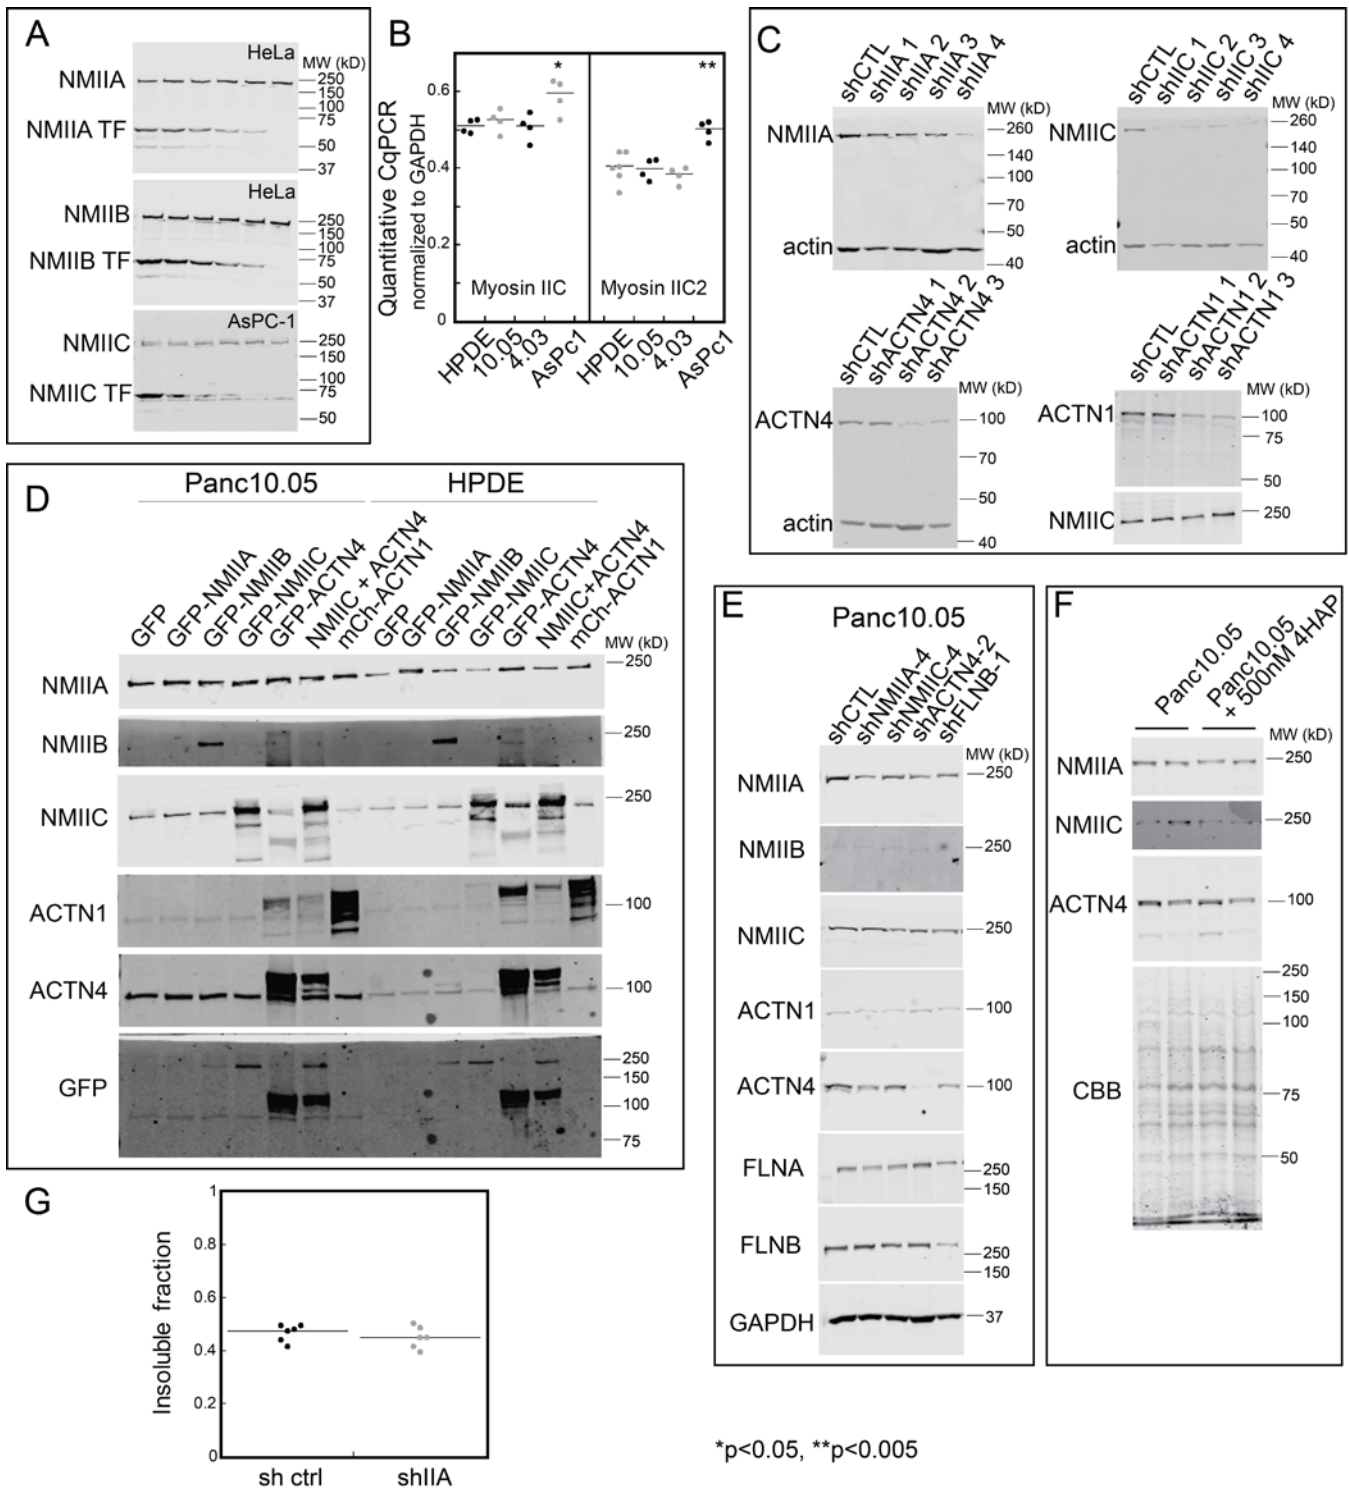 A
HeLa
MW (kD)
NMIIA
250
150
100
75
NMIIA TF
50
37
HeLa
NMIIB
250
150
100
NMIIB TF
75
50
37
AsPC-1
NMIIC
250
150
100
NMIIC TF
75
50
B
Quantitative CqPCR
normalized to GAPDH
0.6
0.4
0.2
0
*
**
Myosin IIC
Myosin IIC2
HPDE
10.05
4.03
AsPc1
HPDE
10.05
4.03
AsPc1
C
shCTL
shIIA 1
shIIA 2
shIIA 3
shIIA 4
MW (kD)
NMIIA
260
140
100
70
50
actin
40
shCTL
shIIC 1
shIIC 2
shIIC 3
shIIC 4
MW (kD)
NMIIC
260
140
100
70
50
actin
40
shCTL
shACTN4 1
shACTN4 2
shACTN4 3
MW (kD)
ACTN4
100
70
50
actin
40
shCTL
shACTN1 1
shACTN1 2
shACTN1 3
MW (kD)
ACTN1
100
75
50
NMIIC
250
D
Panc10.05
HPDE
GFP
GFP-NMIIA
GFP-NMIIB
GFP-NMIIC
GFP-ACTN4
NMIIC + ACTN4
mCh-ACTN1
GFP
GFP-NMIIA
GFP-NMIIB
GFP-NMIIC
GFP-ACTN4
NMIIC+ACTN4
mCh-ACTN1
MW (kD)
NMIIA
250
NMIIB
250
NMIIC
250
ACTN1
100
ACTN4
100
GFP
250
150
100
75
E
Panc10.05
shCTL
shNMIIA-4
shNMIIC-4
shACTN4-2
shFLNB-1
MW (kD)
NMIIA
250
NMIIB
250
NMIIC
250
ACTN1
100
ACTN4
100
FLNA
250
150
FLNB
250
150
GAPDH
37
F
Panc10.05
Panc10.05
+ 500nM 4HAP
MW (kD)
NMIIA
250
NMIIC
250
ACTN4
100
250
150
100
CBB
75
50
G
Insoluble fraction
1
0.8
0.6
0.4
0.2
0
sh ctrl
shIIA
*p<0.05, **p<0.005